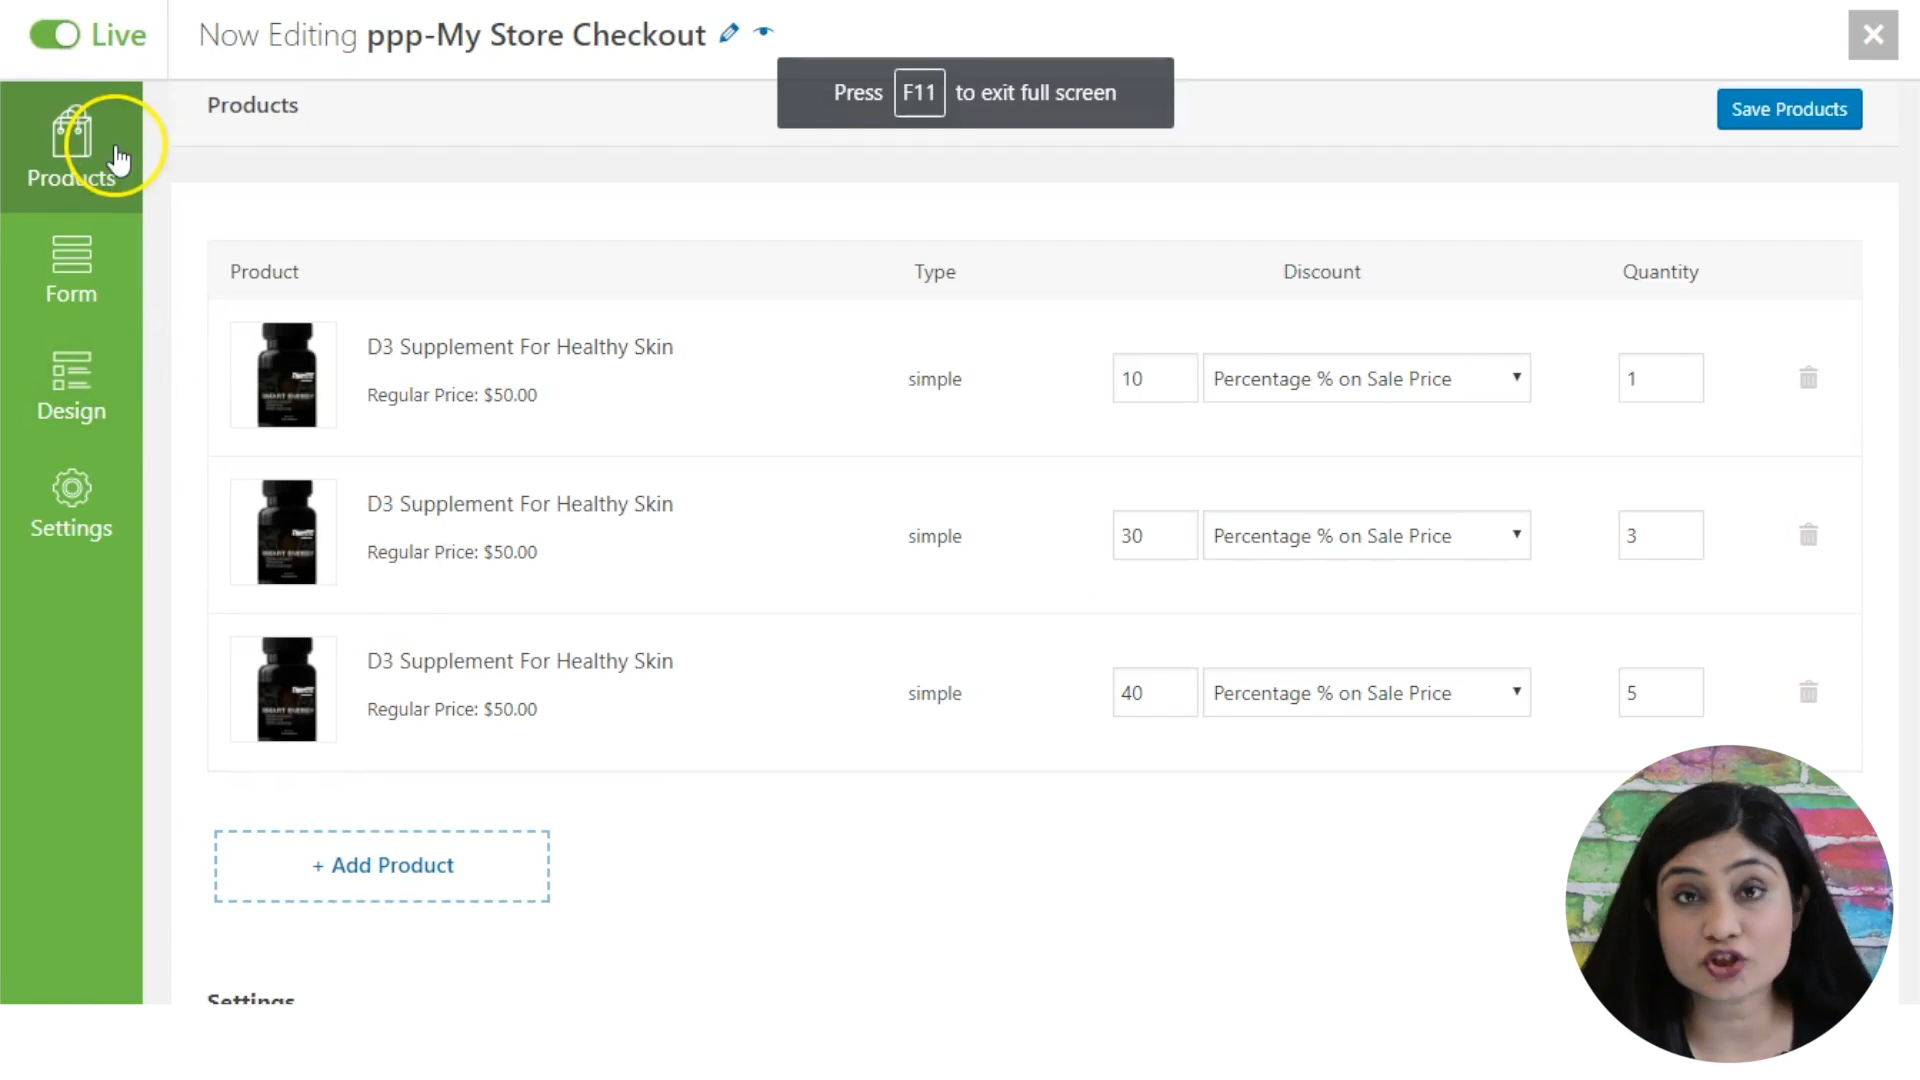 Live
Now Editing ppp-My Store Checkout
Press F11 to exit full screen
Products
Save Products
Products
Form
Design
Settings
Product Type Discount Quantity
D3 Supplement For Healthy Skin
Regular Price: $50.00
simple
10 Percentage % on Sale Price 1
D3 Supplement For Healthy Skin
Regular Price: $50.00
simple
30 Percentage % on Sale Price 3
D3 Supplement For Healthy Skin
Regular Price: $50.00
simple
40 Percentage % on Sale Price 5
+ Add Product
Settings